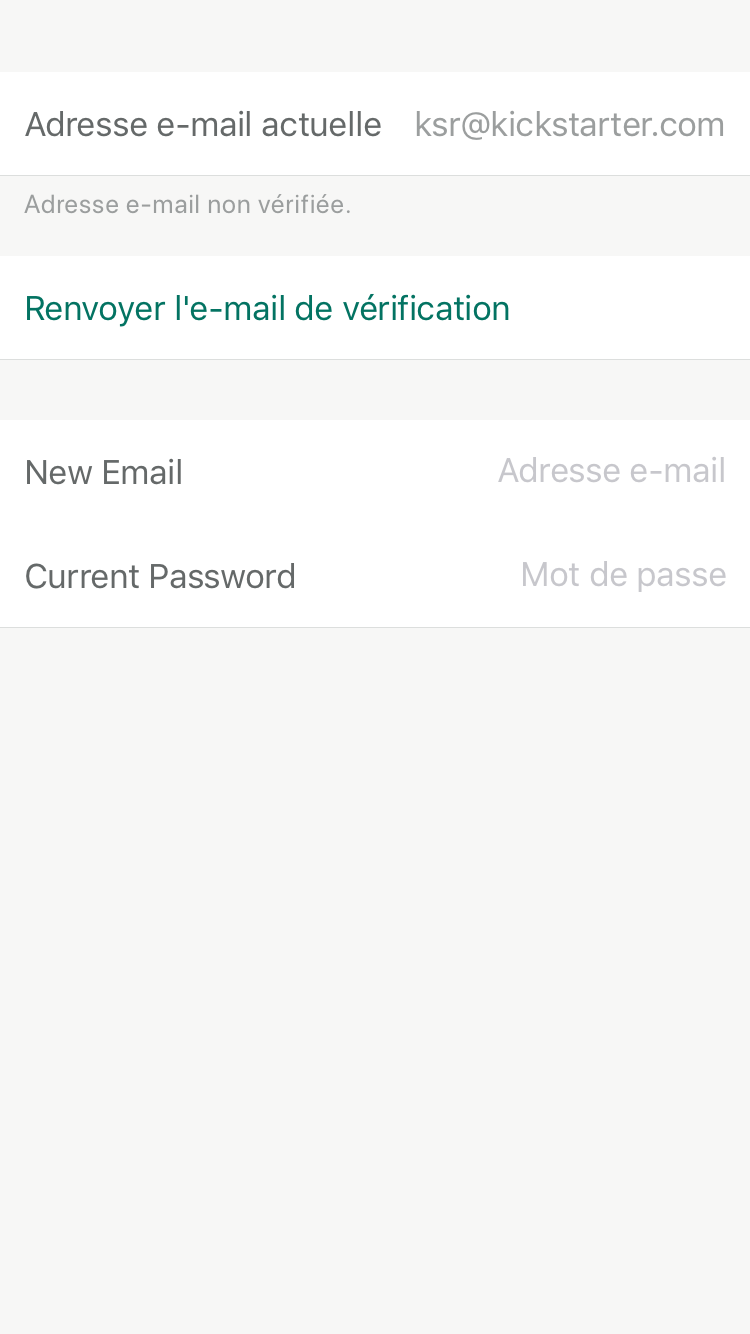 Adresse e-mail actuelle ksr@kickstarter.com
Adresse e-mail non vérifiée.
Renvoyer l'e-mail de vérification
New Email Adresse e-mail
Current Password Mot de passe